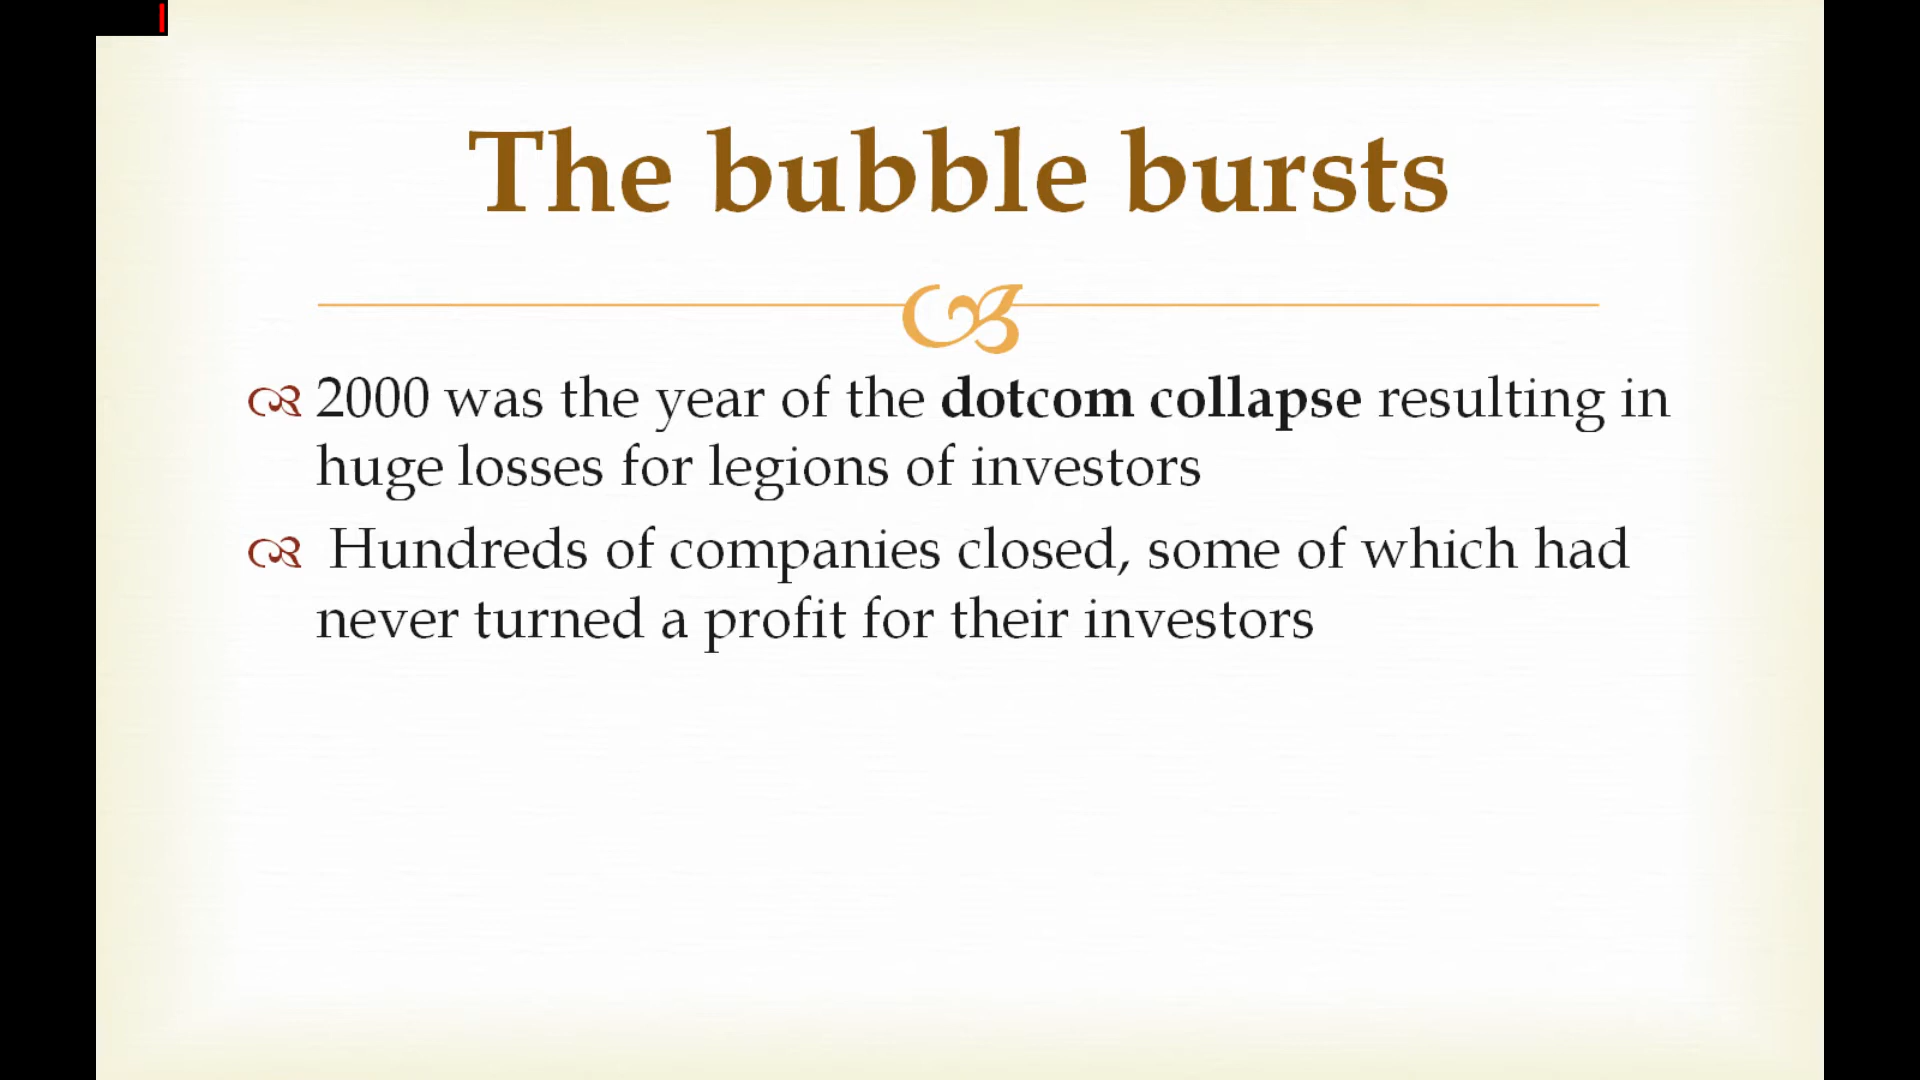 The bubble bursts
2000 was the year of the dotcom collapse resulting in
huge losses for legions of investors
Hundreds of companies closed, some of which had
never turned a profit for their investors